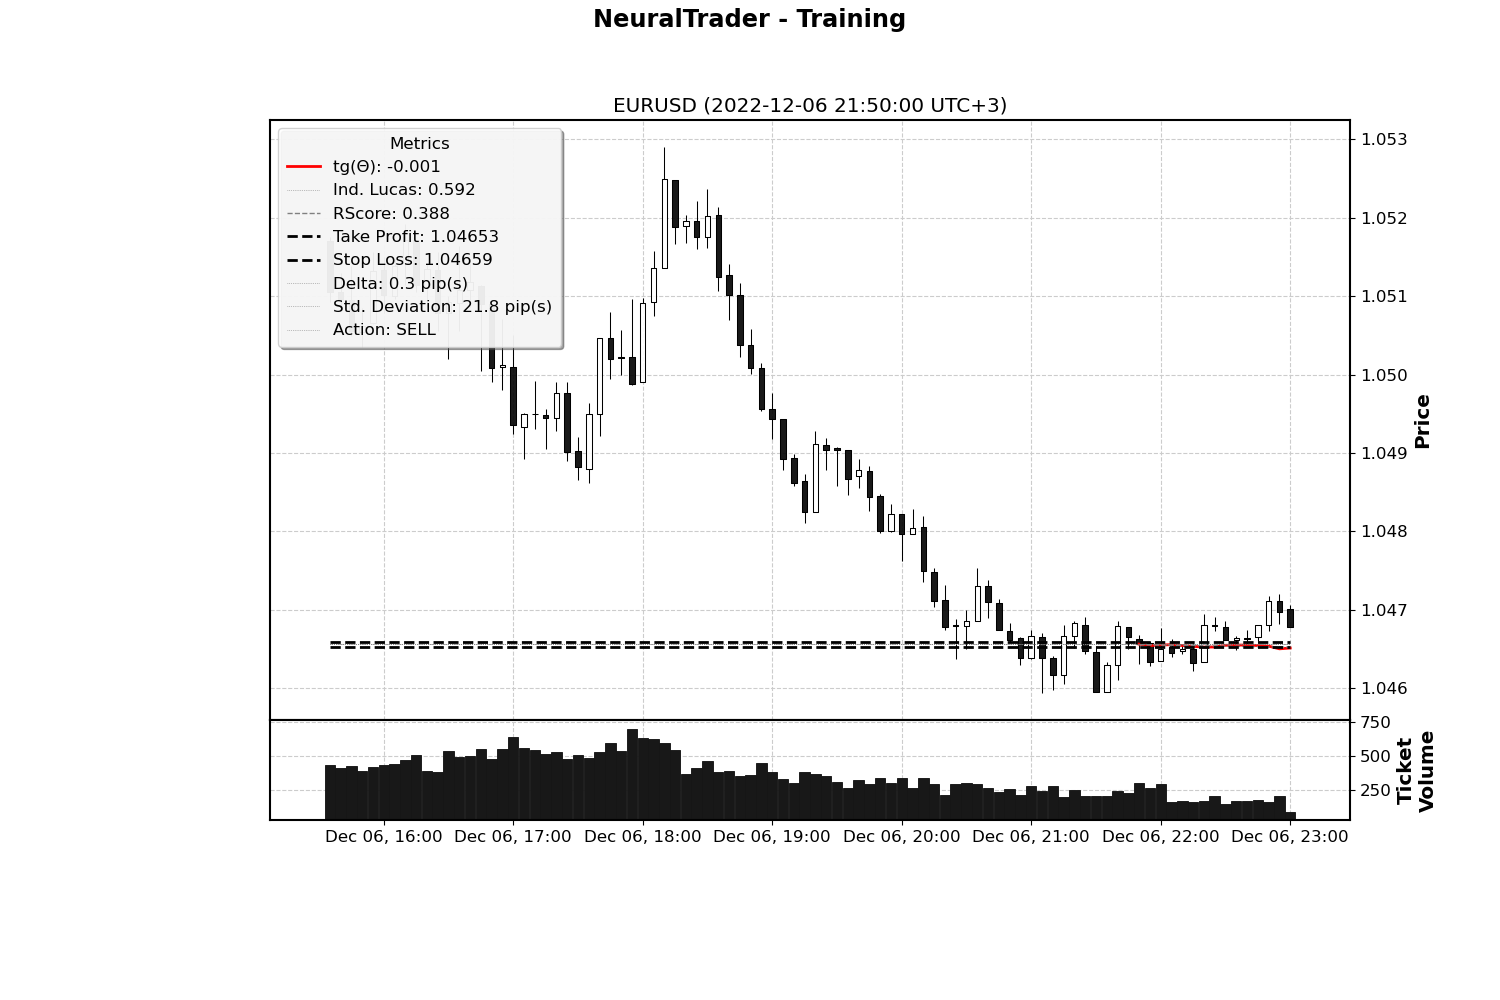 NeuralTrader - Training
EURUSD (2022-12-06 21:50:00 UTC+3)
Metrics
tg(Θ): -0.001
Ind. Lucas: 0.592
RScore: 0.388
Take Profit: 1.04653
Stop Loss: 1.04659
Delta: 0.3 pip(s)
Std. Deviation: 21.8 pip(s)
Action: SELL
1.053
1.052
1.051
1.050
1.049
1.048
1.047
1.046
Price
750
500
250
Ticket
Volume
Dec 06, 16:00 Dec 06, 17:00 Dec 06, 18:00 Dec 06, 19:00 Dec 06, 20:00 Dec 06, 21:00 Dec 06, 22:00 Dec 06, 23:00